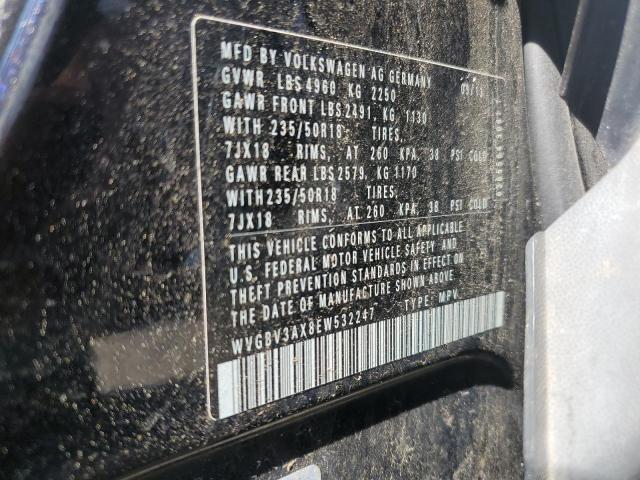 MFD BY VOLKSWAGEN AG GERMANY
GVWR LBS 4960 KG 2250
GAWR FRONT LBS 2491, KG 1130
WITH 235/50R18 TIRES,
7JX18 RIMS, AT 260 KPA, 38 PSI COLD
GAWR REAR LBS 2579, KG 1170
WITH 235/50R18 TIRES,
7JX18 RIMS, AT 260 KPA, 38 PSI COLD
THIS VEHICLE CONFORMS TO ALL APPLICABLE
U.S. FEDERAL MOTOR VEHICLE SAFETY AND
THEFT PREVENTION STANDARDS IN EFFECT ON
THE DATE OF MANUFACTURE SHOWN ABOVE.
WVGBV3AX8EW532247 TYPE: MPV